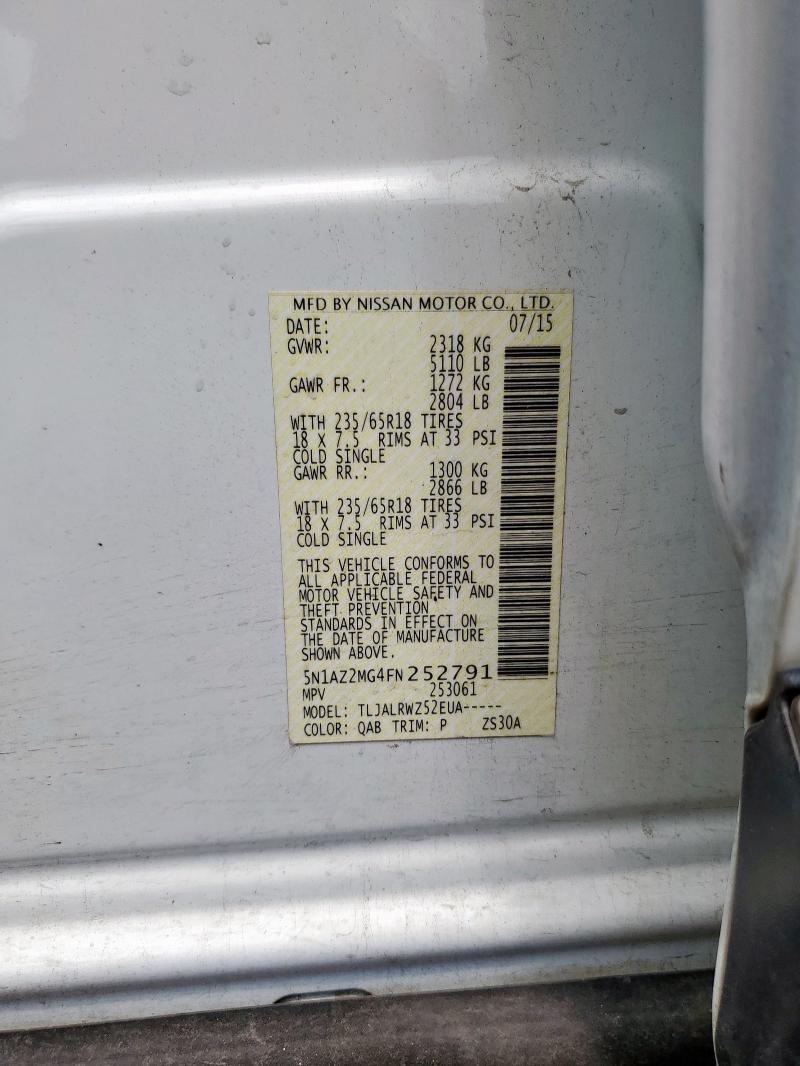 MFD BY NISSAN MOTOR CO., LTD.
DATE: 07/15
GVWR: 2318 KG
5110 LB
GAWR FR.: 1272 KG
2804 LB
WITH 235/65R18 TIRES
18 X 7.5 RIMS AT 33 PSI
COLD SINGLE
GAWR RR.: 1300 KG
2866 LB
WITH 235/65R18 TIRES
18 X 7.5 RIMS AT 33 PSI
COLD SINGLE
THIS VEHICLE CONFORMS TO
ALL APPLICABLE FEDERAL
MOTOR VEHICLE SAFETY AND
THEFT PREVENTION
STANDARDS IN EFFECT ON
THE DATE OF MANUFACTURE
SHOWN ABOVE.
5N1AZ2MG4FN252791
MPV 253061
MODEL: TLJALRWZ52EUA-----
COLOR: QAB TRIM: P ZS30A